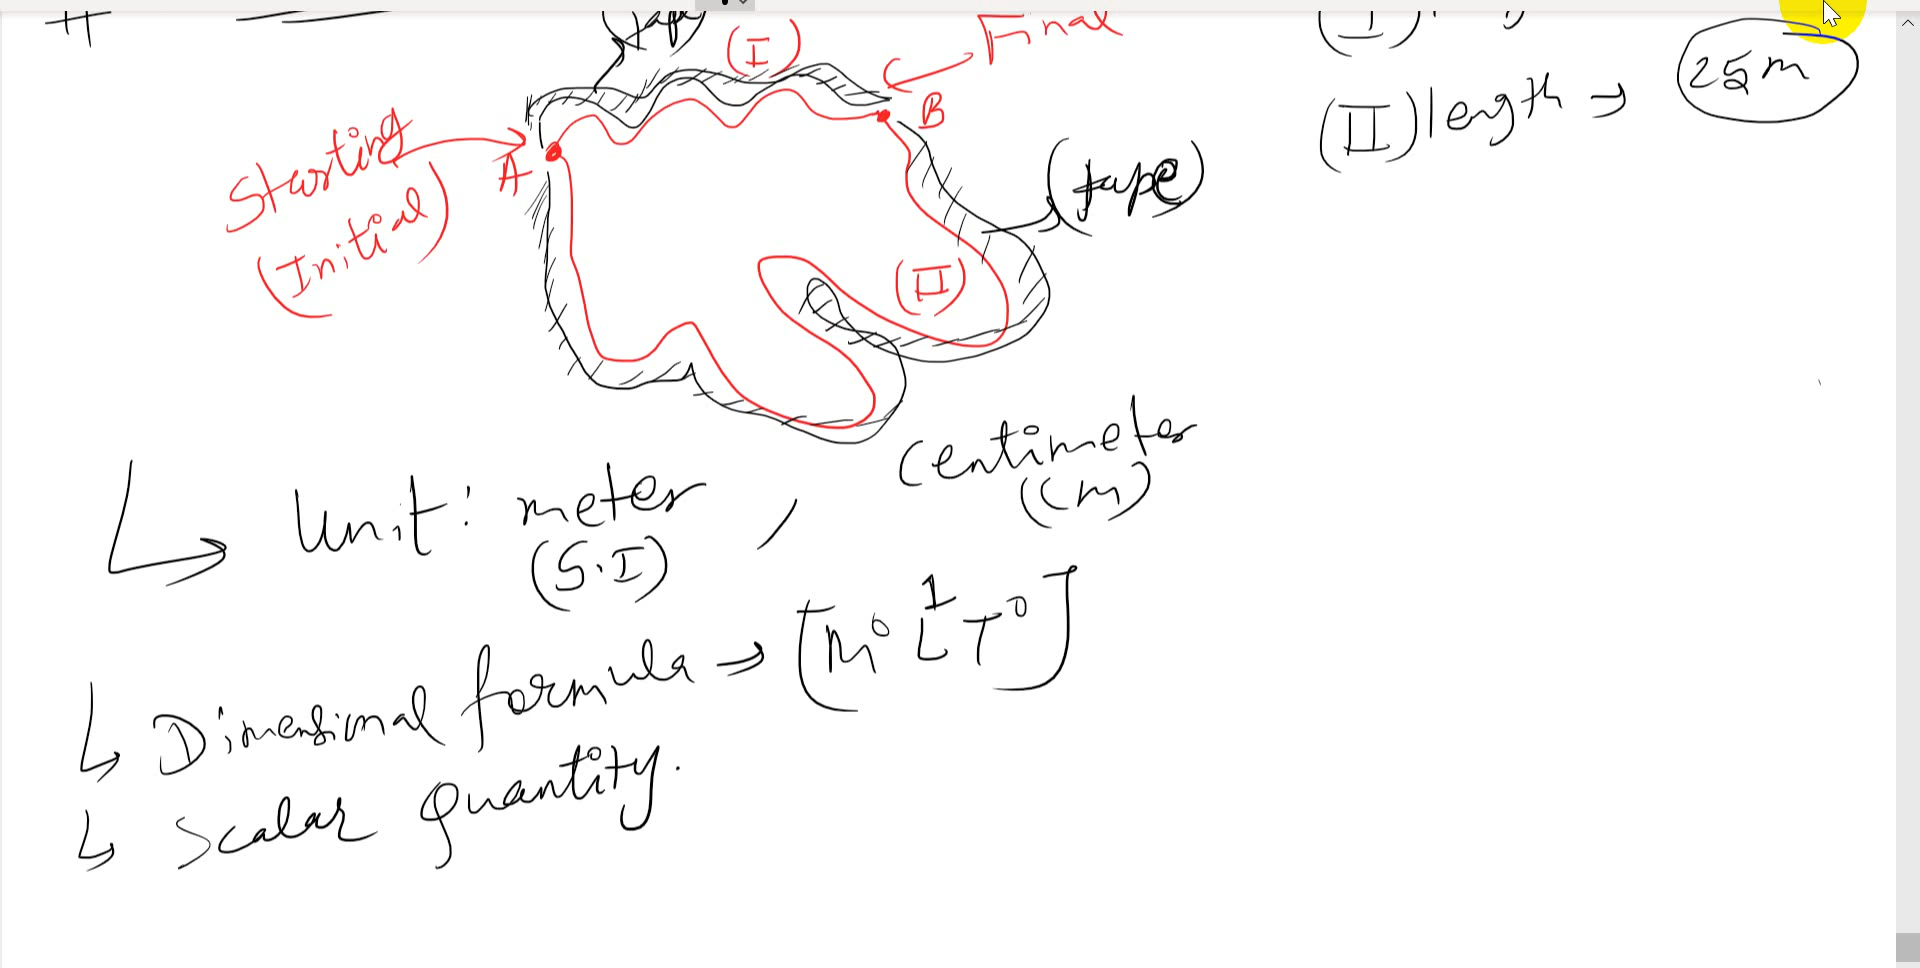 #
(tape)
(I)
Final
(I)
25m
(II) length →
B
Starting
A
(Initial)
(tape)
(II)
Unit: meter , Centimeter
(S.I) (Cm)
Dimensional formula → [M⁰ L¹ T⁰]
Scalar Quantity.